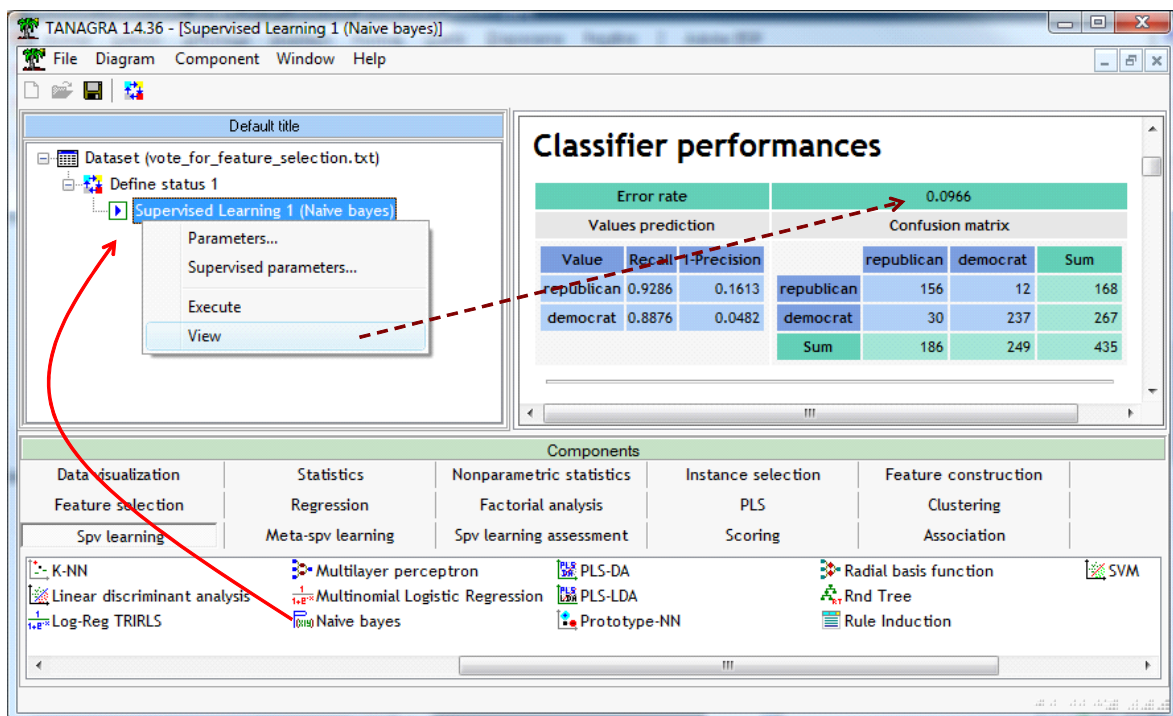 TANAGRA 1.4.36 - [Supervised Learning 1 (Naive bayes)]
File Diagram Component Window Help
Default title
Dataset (vote_for_feature_selection.txt)
Define status 1
Supervised Learning 1 (Naive bayes)
Parameters...
Supervised parameters...
Execute
View
Classifier performances
Error rate 0.0966
Values prediction Confusion matrix
Value Recall 1-Precision republican democrat Sum
republican 0.9286 0.1613 republican 156 12 168
democrat 0.8876 0.0482 democrat 30 237 267
Sum 186 249 435
Components
Data visualization Statistics Nonparametric statistics Instance selection Feature construction
Feature selection Regression Factorial analysis PLS Clustering
Spv learning Meta-spv learning Spv learning assessment Scoring Association
K-NN Multilayer perceptron PLS-DA Radial basis function SVM
Linear discriminant analysis Multinomial Logistic Regression PLS-LDA Rnd Tree
Log-Reg TRIRLS Naive bayes Prototype-NN Rule Induction